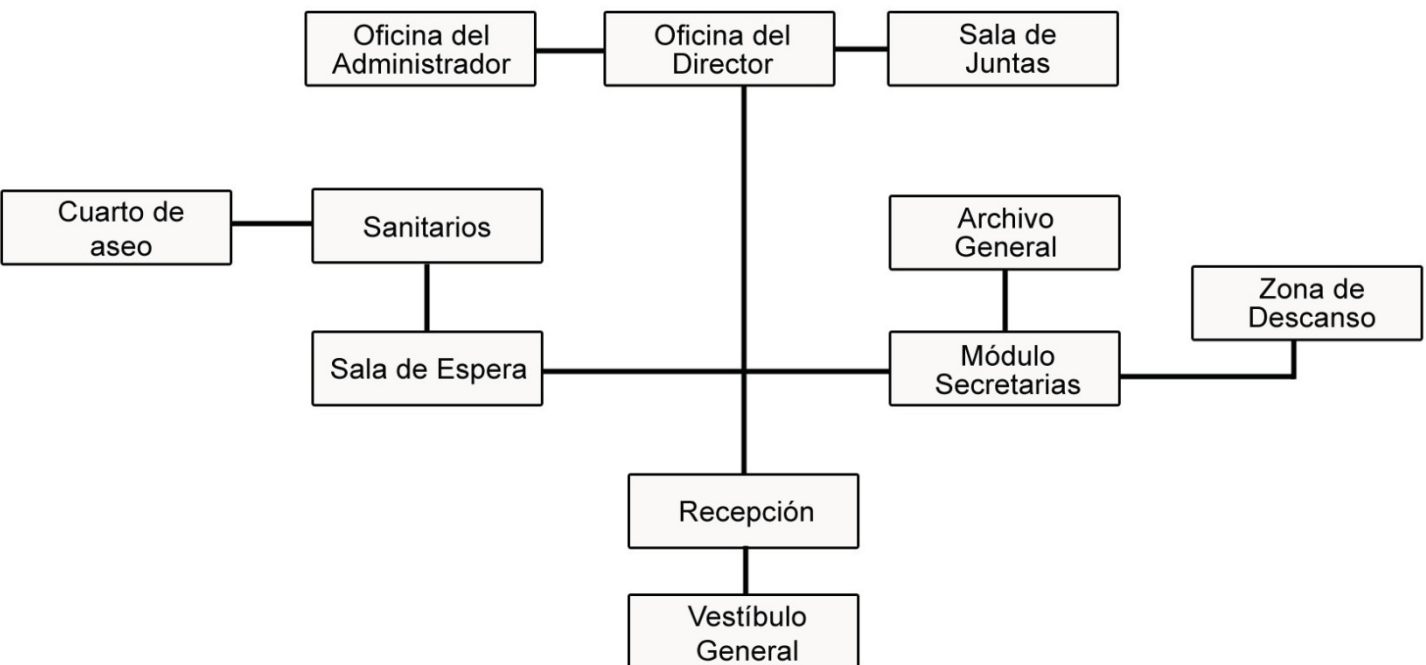 Oficina del
Administrador
Oficina del
Director
Sala de
Juntas
Cuarto de
aseo
Sanitarios
Archivo
General
Zona de
Descanso
Sala de Espera
Módulo
Secretarias
Recepción
Vestíbulo
General